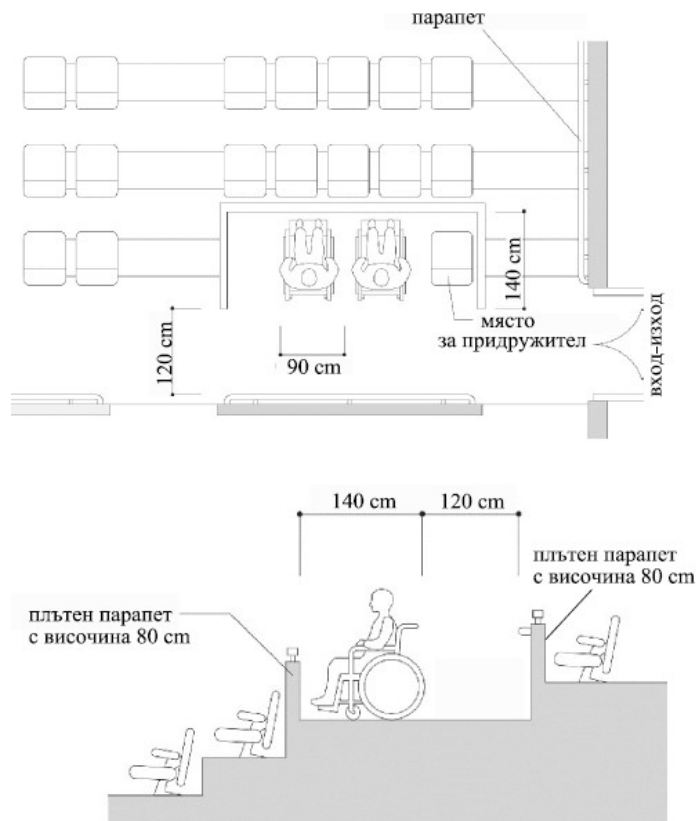 парапет
140 cm
място
за придружител
вход-изход
120 cm
90 cm
140 cm
120 cm
плътен парапет
с височина 80 cm
плътен парапет
с височина 80 cm